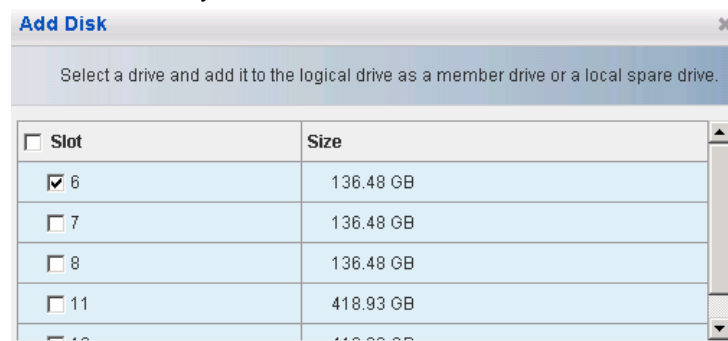 Add Disk
Select a drive and add it to the logical drive as a member drive or a local spare drive.
Slot Size
6 136.48 GB
7 136.48 GB
8 136.48 GB
11 418.93 GB